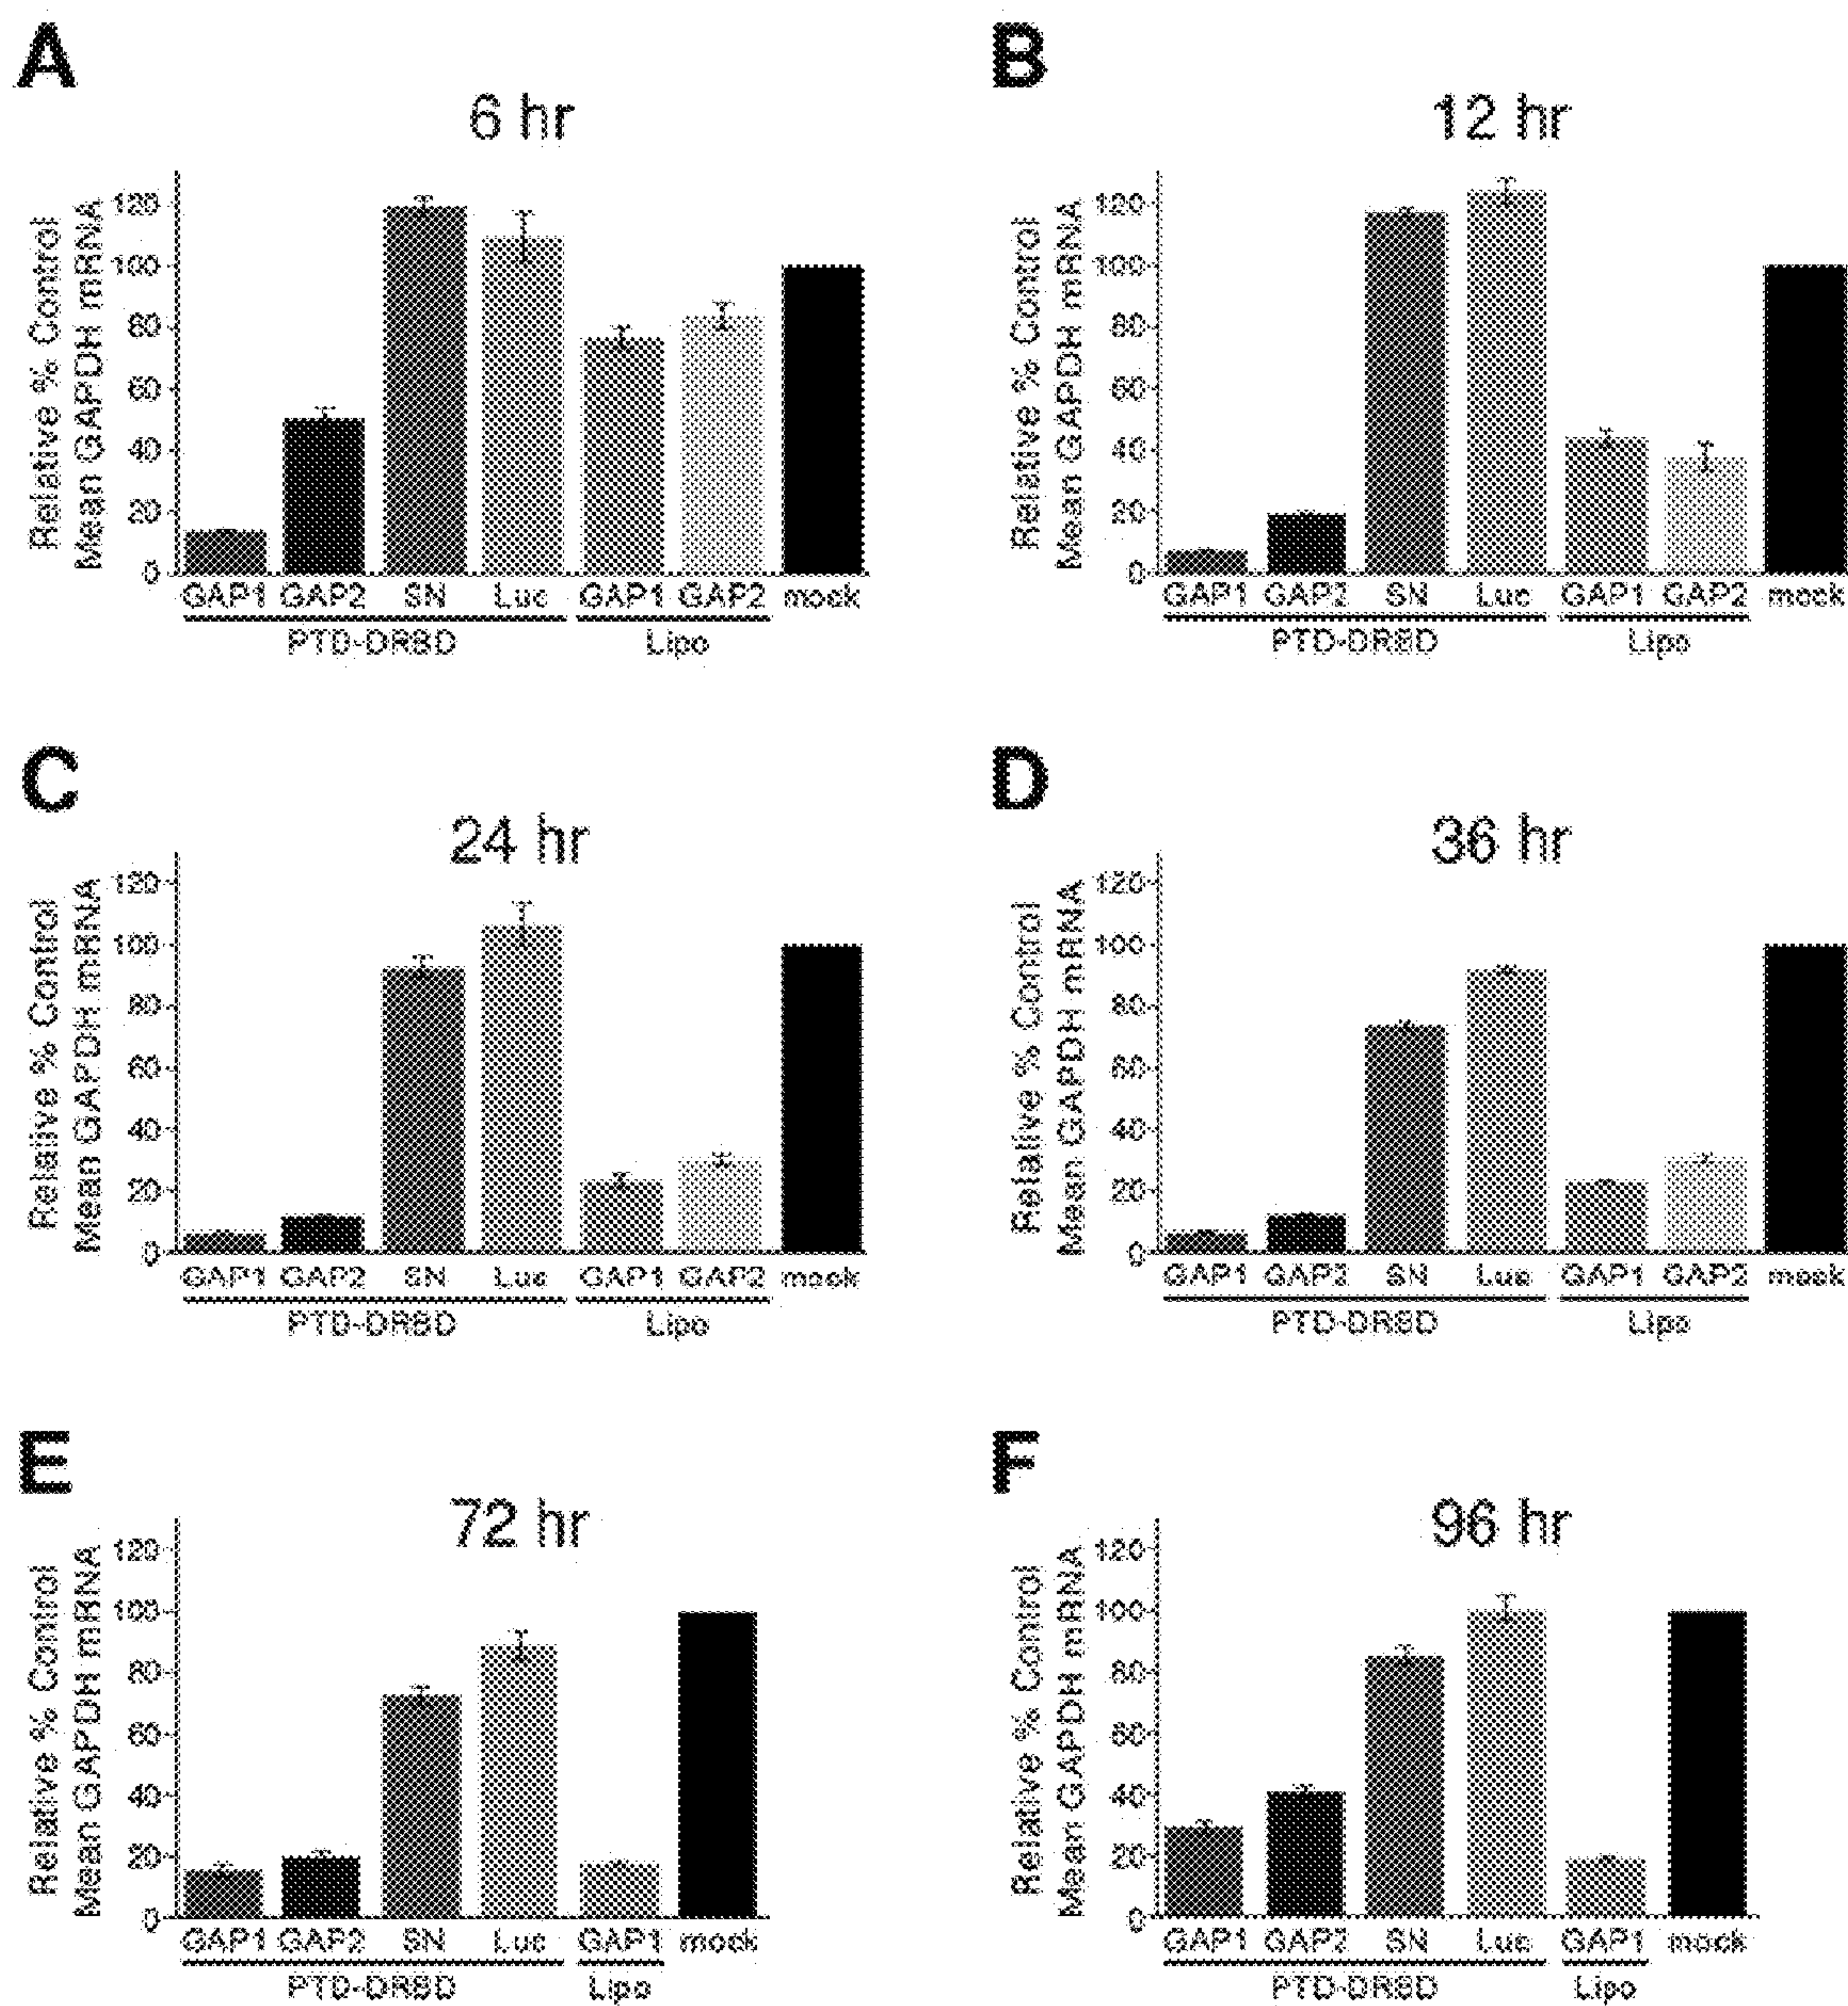 A
6 hr
Relative % Control
Mean GAPDH mRNA
120
100
80
60
40
20
0
GAP1 GAP2 SN Luc GAP1 GAP2 mock
PTD-DRBD Lipo
B
12 hr
Relative % Control
Mean GAPDH mRNA
120
100
80
60
40
20
0
GAP1 GAP2 SN Luc GAP1 GAP2 mock
PTD-DRBD Lipo
C
24 hr
Relative % Control
Mean GAPDH mRNA
120
100
80
60
40
20
0
GAP1 GAP2 SN Luc GAP1 GAP2 mock
PTD-DRBD Lipo
D
36 hr
Relative % Control
Mean GAPDH mRNA
120
100
80
60
40
20
0
GAP1 GAP2 SN Luc GAP1 GAP2 mock
PTD-DRBD Lipo
E
72 hr
Relative % Control
Mean GAPDH mRNA
120
100
80
60
40
20
0
GAP1 GAP2 SN Luc GAP1 mock
PTD-DRBD Lipo
F
96 hr
Relative % Control
Mean GAPDH mRNA
120
100
80
60
40
20
0
GAP1 GAP2 SN Luc GAP1 mock
PTD-DRBD Lipo